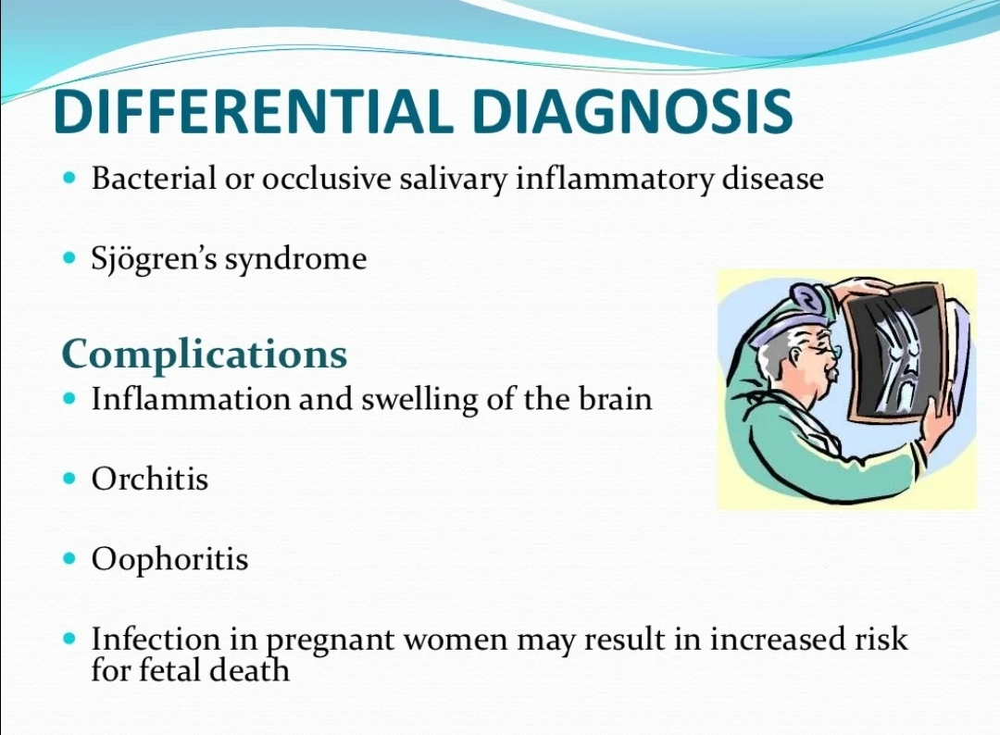 DIFFERENTIAL DIAGNOSIS
• Bacterial or occlusive salivary inflammatory disease
• Sjögren’s syndrome
Complications
• Inflammation and swelling of the brain
• Orchitis
• Oophoritis
• Infection in pregnant women may result in increased risk
for fetal death